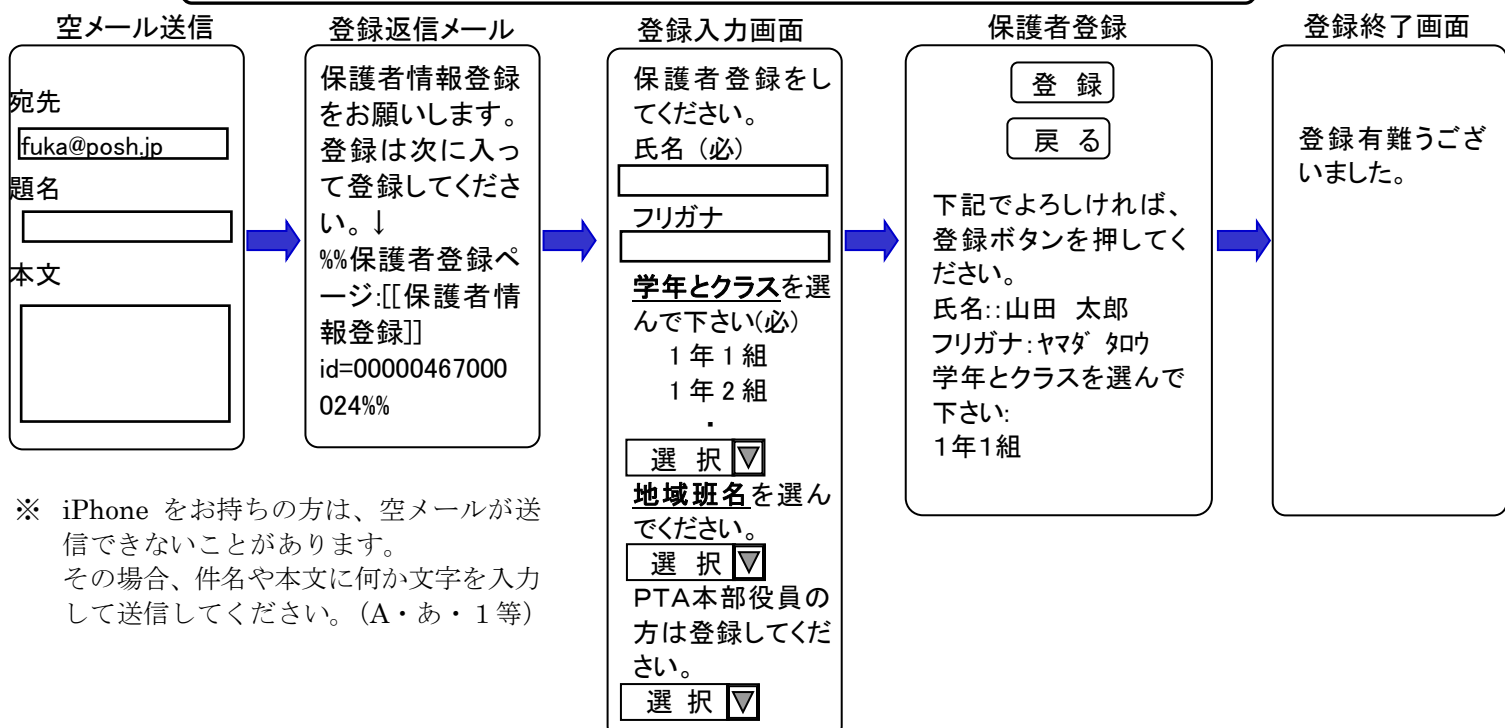 空メール送信
宛先
fuka@posh.jp
題名
本文
登録返信メール
保護者情報登録
をお願いします。
登録は次に入っ
て登録してくださ
い。↓
%%保護者登録ペ
ージ:[[保護者情
報登録]]
id=00000467000
024%%
登録入力画面
保護者登録をし
てください。
氏名（必）
フリガナ
学年とクラスを選
んで下さい(必)
1年1組
1年2組
・
選 択 ▽
地域班名を選ん
でください。
選 択 ▽
PTA本部役員の
方は登録してくだ
さい。
選 択 ▽
保護者登録
登 録
戻 る
下記でよろしければ、
登録ボタンを押してく
ださい。
氏名::山田 太郎
フリガナ:ﾔﾏﾀﾞ ﾀﾛｳ
学年とクラスを選んで
下さい:
1年1組
登録終了画面
登録有難うござ
いました。
※ iPhone をお持ちの方は、空メールが送
信できないことがあります。
その場合、件名や本文に何か文字を入力
して送信してください。（A・あ・１等）